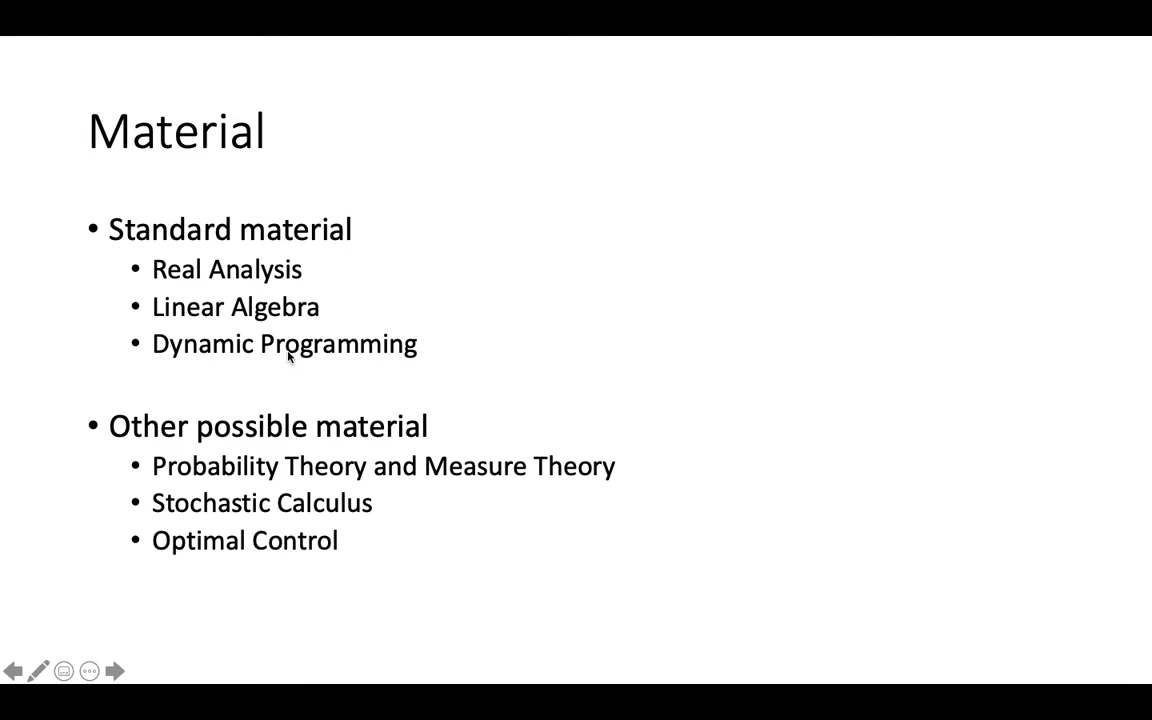 Material
• Standard material
• Real Analysis
• Linear Algebra
• Dynamic Programming
• Other possible material
• Probability Theory and Measure Theory
• Stochastic Calculus
• Optimal Control